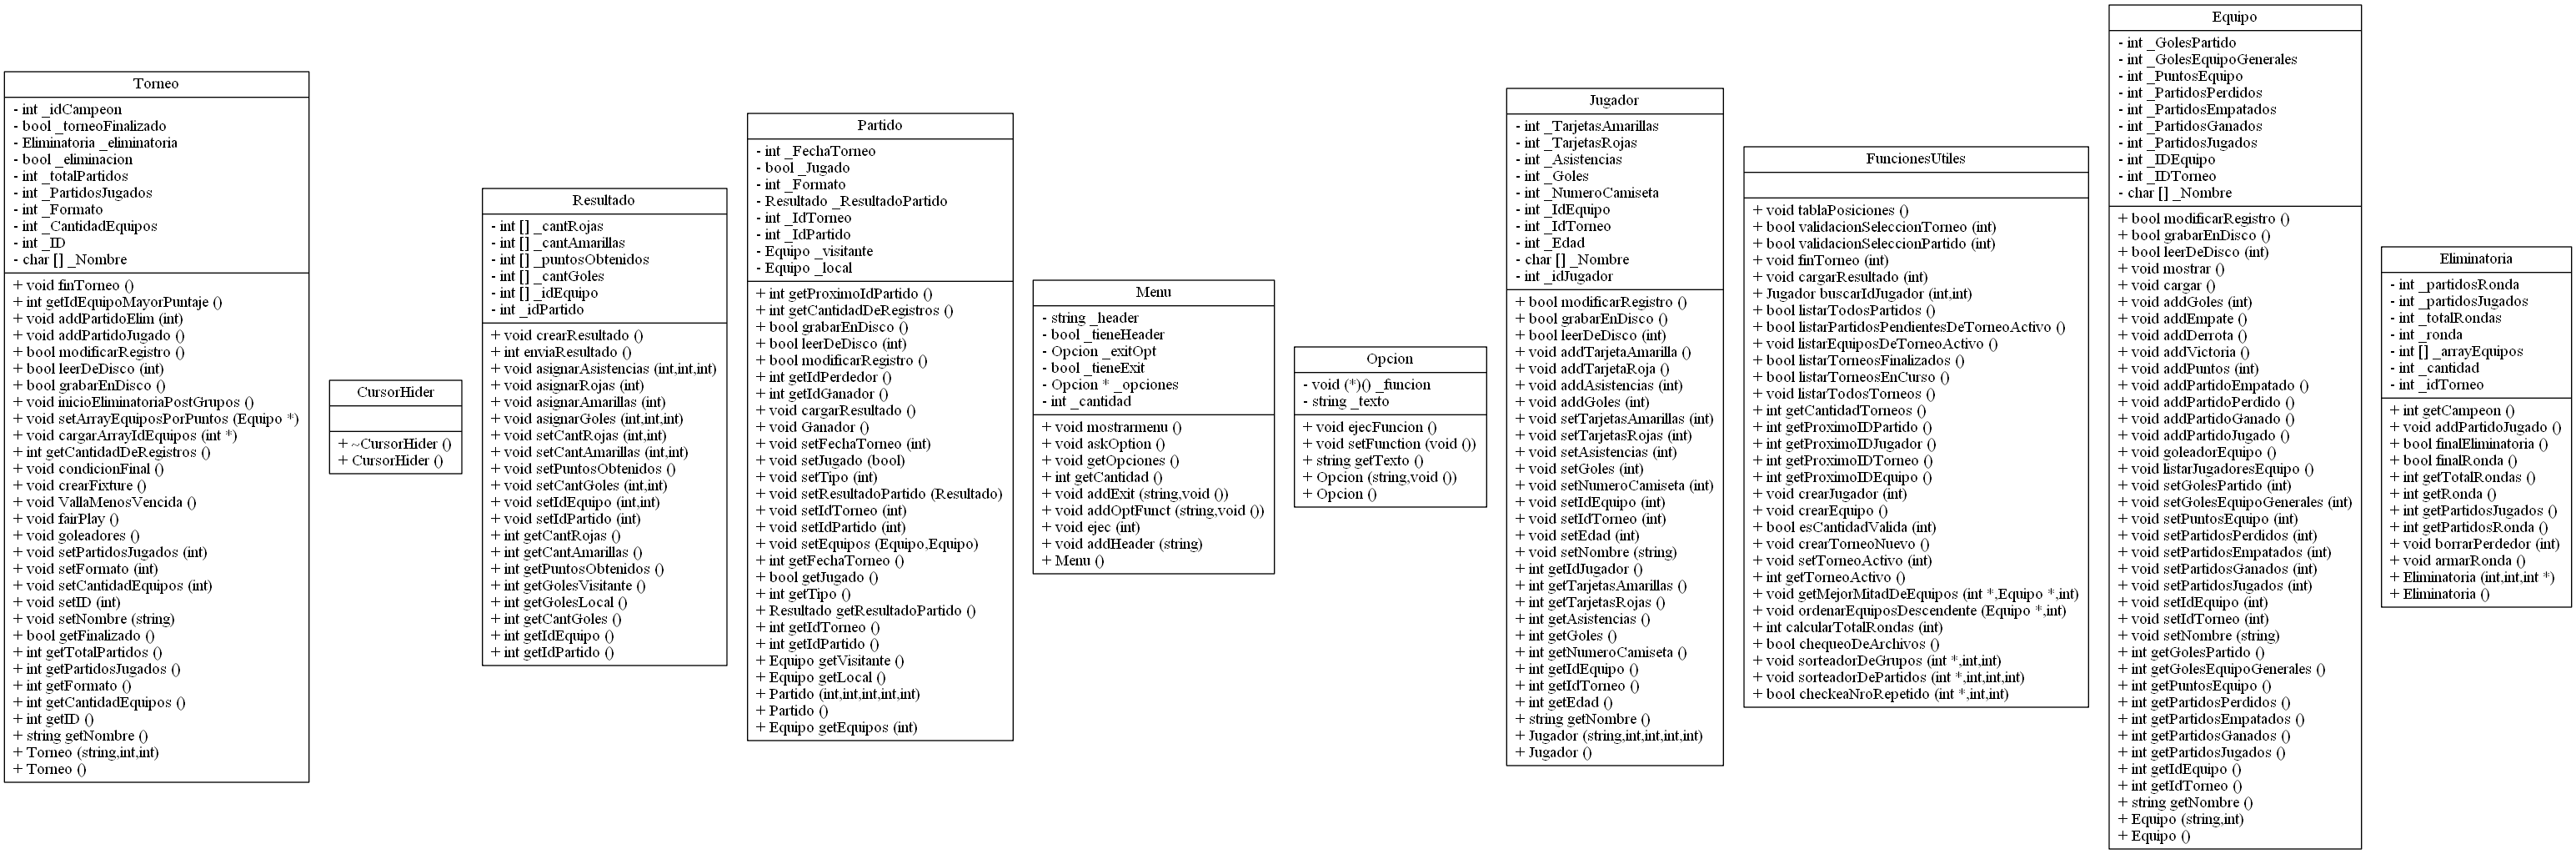 Torneo
- int _idCampeon
- bool _torneoFinalizado
- Eliminatoria _eliminatoria
- bool _eliminacion
- int _totalPartidos
- int _PartidosJugados
- int _Formato
- int _CantidadEquipos
- int _ID
- char [] _Nombre
+ void finTorneo ()
+ int getIdEquipoMayorPuntaje ()
+ void addPartidoElim (int)
+ void addPartidoJugado ()
+ bool modificarRegistro ()
+ bool leerDeDisco (int)
+ bool grabarEnDisco ()
+ void inicioEliminatoriaPostGrupos ()
+ void setArrayEquiposPorPuntos (Equipo *)
+ void cargarArrayIdEquipos (int *)
+ int getCantidadDeRegistros ()
+ void condicionFinal ()
+ void crearFixture ()
+ void VallaMenosVencida ()
+ void fairPlay ()
+ void goleadores ()
+ void setPartidosJugados (int)
+ void setFormato (int)
+ void setCantidadEquipos (int)
+ void setID (int)
+ void setNombre (string)
+ bool getFinalizado ()
+ int getTotalPartidos ()
+ int getPartidosJugados ()
+ int getFormato ()
+ int getCantidadEquipos ()
+ int getID ()
+ string getNombre ()
+ Torneo (string,int,int)
+ Torneo ()
CursorHider
+ ~CursorHider ()
+ CursorHider ()
Resultado
- int [] _cantRojas
- int [] _cantAmarillas
- int [] _puntosObtenidos
- int [] _cantGoles
- int [] _idEquipo
- int _idPartido
+ void crearResultado ()
+ int enviaResultado ()
+ void asignarAsistencias (int,int,int)
+ void asignarRojas (int)
+ void asignarAmarillas (int)
+ void asignarGoles (int,int,int)
+ void setCantRojas (int,int)
+ void setCantAmarillas (int,int)
+ void setPuntosObtenidos ()
+ void setCantGoles (int,int)
+ void setIdEquipo (int,int)
+ void setIdPartido (int)
+ int getCantRojas ()
+ int getCantAmarillas ()
+ int getPuntosObtenidos ()
+ int getGolesVisitante ()
+ int getGolesLocal ()
+ int getCantGoles ()
+ int getIdEquipo ()
+ int getIdPartido ()
Partido
- int _FechaTorneo
- bool _Jugado
- int _Formato
- Resultado _ResultadoPartido
- int _IdTorneo
- int _IdPartido
- Equipo _visitante
- Equipo _local
+ int getProximoIdPartido ()
+ int getCantidadDeRegistros ()
+ bool grabarEnDisco ()
+ bool leerDeDisco (int)
+ bool modificarRegistro ()
+ int getIdPerdedor ()
+ int getIdGanador ()
+ void cargarResultado ()
+ void Ganador ()
+ void setFechaTorneo (int)
+ void setJugado (bool)
+ void setTipo (int)
+ void setResultadoPartido (Resultado)
+ void setIdTorneo (int)
+ void setIdPartido (int)
+ void setEquipos (Equipo,Equipo)
+ int getFechaTorneo ()
+ bool getJugado ()
+ int getTipo ()
+ Resultado getResultadoPartido ()
+ int getIdTorneo ()
+ int getIdPartido ()
+ Equipo getVisitante ()
+ Equipo getLocal ()
+ Partido (int,int,int,int,int)
+ Partido ()
+ Equipo getEquipos (int)
Menu
- string _header
- bool _tieneHeader
- Opcion _exitOpt
- bool _tieneExit
- Opcion * _opciones
- int _cantidad
+ void mostrarmenu ()
+ void askOption ()
+ void getOpciones ()
+ int getCantidad ()
+ void addExit (string,void ())
+ void addOptFunct (string,void ())
+ void ejec (int)
+ void addHeader (string)
+ Menu ()
Opcion
- void (*)() _funcion
- string _texto
+ void ejecFuncion ()
+ void setFunction (void ())
+ string getTexto ()
+ Opcion (string,void ())
+ Opcion ()
Jugador
- int _TarjetasAmarillas
- int _TarjetasRojas
- int _Asistencias
- int _Goles
- int _NumeroCamiseta
- int _IdEquipo
- int _IdTorneo
- int _Edad
- char [] _Nombre
- int _idJugador
+ bool modificarRegistro ()
+ bool grabarEnDisco ()
+ bool leerDeDisco (int)
+ void addTarjetaAmarilla ()
+ void addTarjetaRoja ()
+ void addAsistencias (int)
+ void addGoles (int)
+ void setTarjetasAmarillas (int)
+ void setTarjetasRojas (int)
+ void setAsistencias (int)
+ void setGoles (int)
+ void setNumeroCamiseta (int)
+ void setIdEquipo (int)
+ void setIdTorneo (int)
+ void setEdad (int)
+ void setNombre (string)
+ int getIdJugador ()
+ int getTarjetasAmarillas ()
+ int getTarjetasRojas ()
+ int getAsistencias ()
+ int getGoles ()
+ int getNumeroCamiseta ()
+ int getIdEquipo ()
+ int getIdTorneo ()
+ int getEdad ()
+ string getNombre ()
+ Jugador (string,int,int,int,int)
+ Jugador ()
FuncionesUtiles
+ void tablaPosiciones ()
+ bool validacionSeleccionTorneo (int)
+ bool validacionSeleccionPartido (int)
+ void finTorneo (int)
+ void cargarResultado (int)
+ Jugador buscarIdJugador (int,int)
+ bool listarTodosPartidos ()
+ bool listarPartidosPendientesDeTorneoActivo ()
+ void listarEquiposDeTorneoActivo ()
+ bool listarTorneosFinalizados ()
+ bool listarTorneosEnCurso ()
+ void listarTodosTorneos ()
+ int getCantidadTorneos ()
+ int getProximoIDPartido ()
+ int getProximoIDJugador ()
+ int getProximoIDTorneo ()
+ int getProximoIDEquipo ()
+ void crearJugador (int)
+ void crearEquipo ()
+ bool esCantidadValida (int)
+ void crearTorneoNuevo ()
+ void setTorneoActivo (int)
+ int getTorneoActivo ()
+ void getMejorMitadDeEquipos (int *,Equipo *,int)
+ void ordenarEquiposDescendente (Equipo *,int)
+ int calcularTotalRondas (int)
+ bool chequeoDeArchivos ()
+ void sorteadorDeGrupos (int *,int,int)
+ void sorteadorDePartidos (int *,int,int,int)
+ bool checkeaNroRepetido (int *,int,int)
Equipo
- int _GolesPartido
- int _GolesEquipoGenerales
- int _PuntosEquipo
- int _PartidosPerdidos
- int _PartidosEmpatados
- int _PartidosGanados
- int _PartidosJugados
- int _IDEquipo
- int _IDTorneo
- char [] _Nombre
+ bool modificarRegistro ()
+ bool grabarEnDisco ()
+ bool leerDeDisco (int)
+ void mostrar ()
+ void cargar ()
+ void addGoles (int)
+ void addEmpate ()
+ void addDerrota ()
+ void addVictoria ()
+ void addPuntos (int)
+ void addPartidoEmpatado ()
+ void addPartidoPerdido ()
+ void addPartidoGanado ()
+ void addPartidoJugado ()
+ void goleadorEquipo ()
+ void listarJugadoresEquipo ()
+ void setGolesPartido (int)
+ void setGolesEquipoGenerales (int)
+ void setPuntosEquipo (int)
+ void setPartidosPerdidos (int)
+ void setPartidosEmpatados (int)
+ void setPartidosGanados (int)
+ void setPartidosJugados (int)
+ void setIdEquipo (int)
+ void setIdTorneo (int)
+ void setNombre (string)
+ int getGolesPartido ()
+ int getGolesEquipoGenerales ()
+ int getPuntosEquipo ()
+ int getPartidosPerdidos ()
+ int getPartidosEmpatados ()
+ int getPartidosGanados ()
+ int getPartidosJugados ()
+ int getIdEquipo ()
+ int getIdTorneo ()
+ string getNombre ()
+ Equipo (string,int)
+ Equipo ()
Eliminatoria
- int _partidosRonda
- int _partidosJugados
- int _totalRondas
- int _ronda
- int [] _arrayEquipos
- int _cantidad
- int _idTorneo
+ int getCampeon ()
+ void addPartidoJugado ()
+ bool finalEliminatoria ()
+ bool finalRonda ()
+ int getTotalRondas ()
+ int getRonda ()
+ int getPartidosJugados ()
+ int getPartidosRonda ()
+ void borrarPerdedor (int)
+ void armarRonda ()
+ Eliminatoria (int,int,int *)
+ Eliminatoria ()